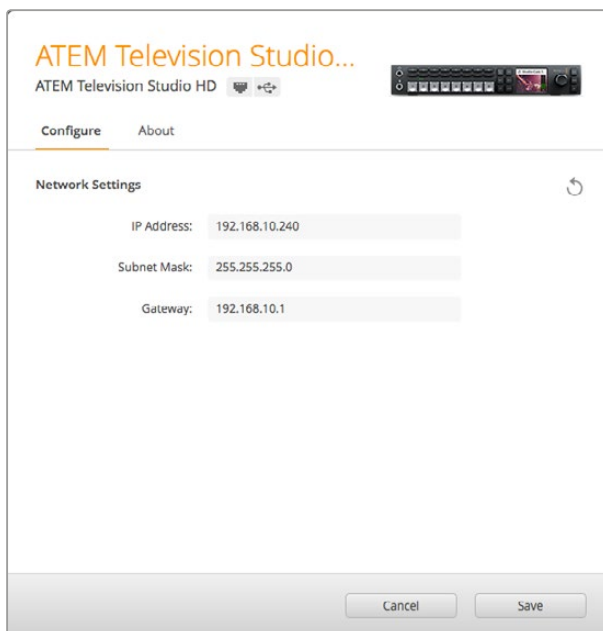 ATEM Television Studio...
ATEM Television Studio HD
Configure About
Network Settings
IP Address: 192.168.10.240
Subnet Mask: 255.255.255.0
Gateway: 192.168.10.1
Cancel Save